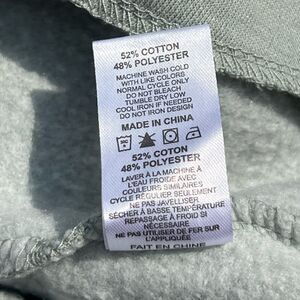 52% COTTON
48% POLYESTER
MACHINE WASH COLD
WITH LIKE COLORS
NORMAL CYCLE ONLY
DO NOT BLEACH
TUMBLE DRY LOW
COOL IRON IF NEEDED
DO NOT IRON DESIGN
MADE IN CHINA
52% COTTON
48% POLYESTER
LAVER À LA MACHINE À
L'EAU FROIDE AVEC
COULEURS SIMILAIRES
CYCLE RÉGULIER SEULEMENT
NE PAS JAVELLISER
SÉCHER À BASSE TEMPÉRATURE
REPASSAGE À FROID SI
NÉCESSAIRE
NE PAS UTILISER DE FER SUR
L'APPLIQUÉE
FAIT EN CHINE